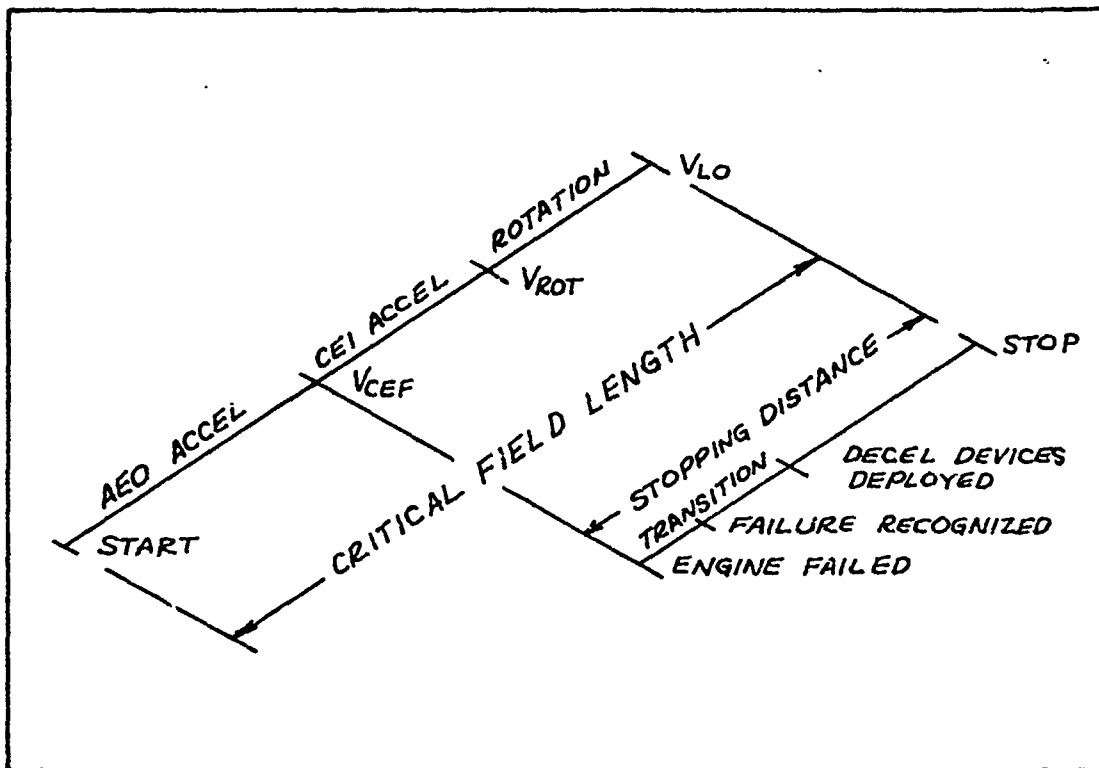 VLO
ROTATION
VROT
CEI ACCEL
VCEF
AEO ACCEL
START
CRITICAL FIELD LENGTH
STOPPING DISTANCE
STOP
TRANSITION
DECEL DEVICES
DEPLOYED
FAILURE RECOGNIZED
ENGINE FAILED